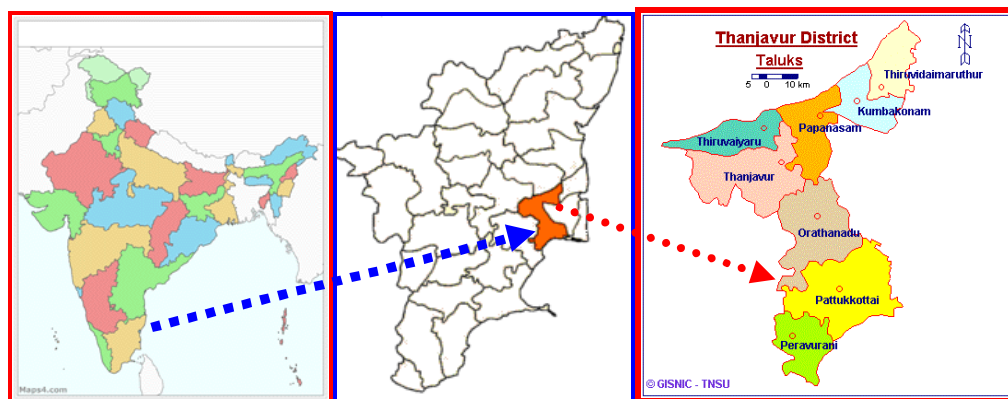 Maps4.com
Thanjavur District
Taluks
5 0 10 km
N
Thiruvidaimaruthur
Kumbakonam
Papanasam
Thiruvaiyaru
Thanjavur
Orathanadu
Pattukkottai
Peravurani
© GISNIC - TNSU